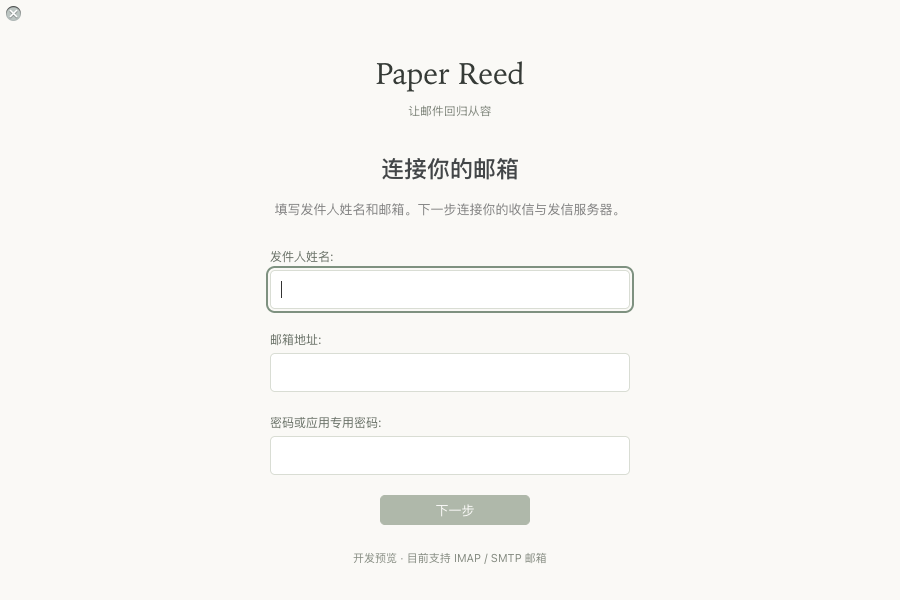 Paper Reed
让邮件回归从容
连接你的邮箱
填写发件人姓名和邮箱。下一步连接你的收信与发信服务器。
发件人姓名:
邮箱地址:
密码或应用专用密码:
下一步
开发预览 · 目前支持 IMAP / SMTP 邮箱